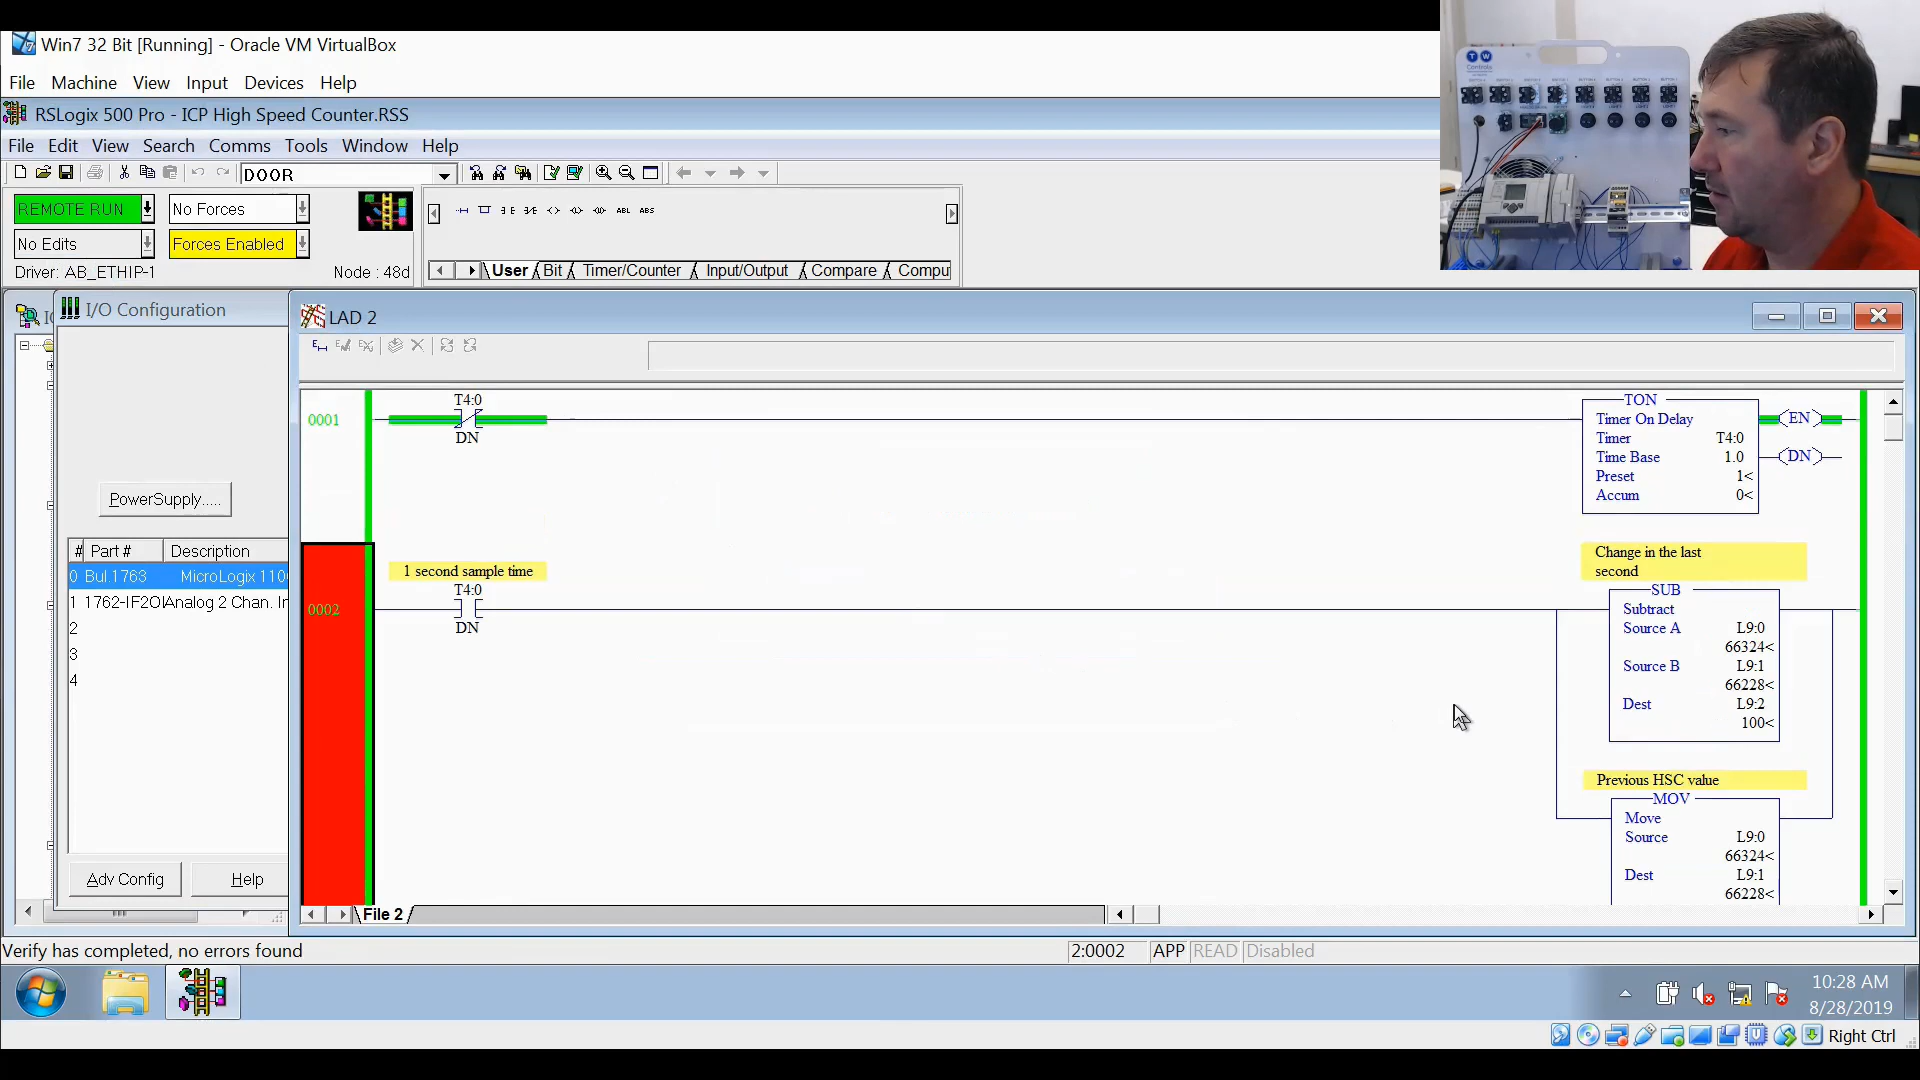 Win7 32 Bit [Running] - Oracle VM VirtualBox
File Machine View Input Devices Help
RSLogix 500 Pro - ICP High Speed Counter.RSS
File Edit View Search Comms Tools Window Help
DOOR
REMOTE RUN
No Forces
No Edits
Forces Enabled
Driver: AB_ETHIP-1
Node : 48d
ABL ABS
User Bit Timer/Counter Input/Output Compare Compu
I/O Configuration
PowerSupply.....
# Part # Description
0 Bul.1763 MicroLogix 110
1 1762-IF2O Analog 2 Chan. In
2
3
4
Adv Config
Help
LAD 2
0001
T4:0
DN
TON
Timer On Delay
Timer T4:0
Time Base 1.0
Preset 1<
Accum 0<
EN
DN
0002
1 second sample time
T4:0
DN
Change in the last
second
SUB
Subtract
Source A L9:0
66324<
Source B L9:1
66228<
Dest L9:2
100<
Previous HSC value
MOV
Move
Source L9:0
66324<
Dest L9:1
66228<
File 2
Verify has completed, no errors found
2:0002 APP READ Disabled
10:28 AM
8/28/2019
Right Ctrl
T W
Controls